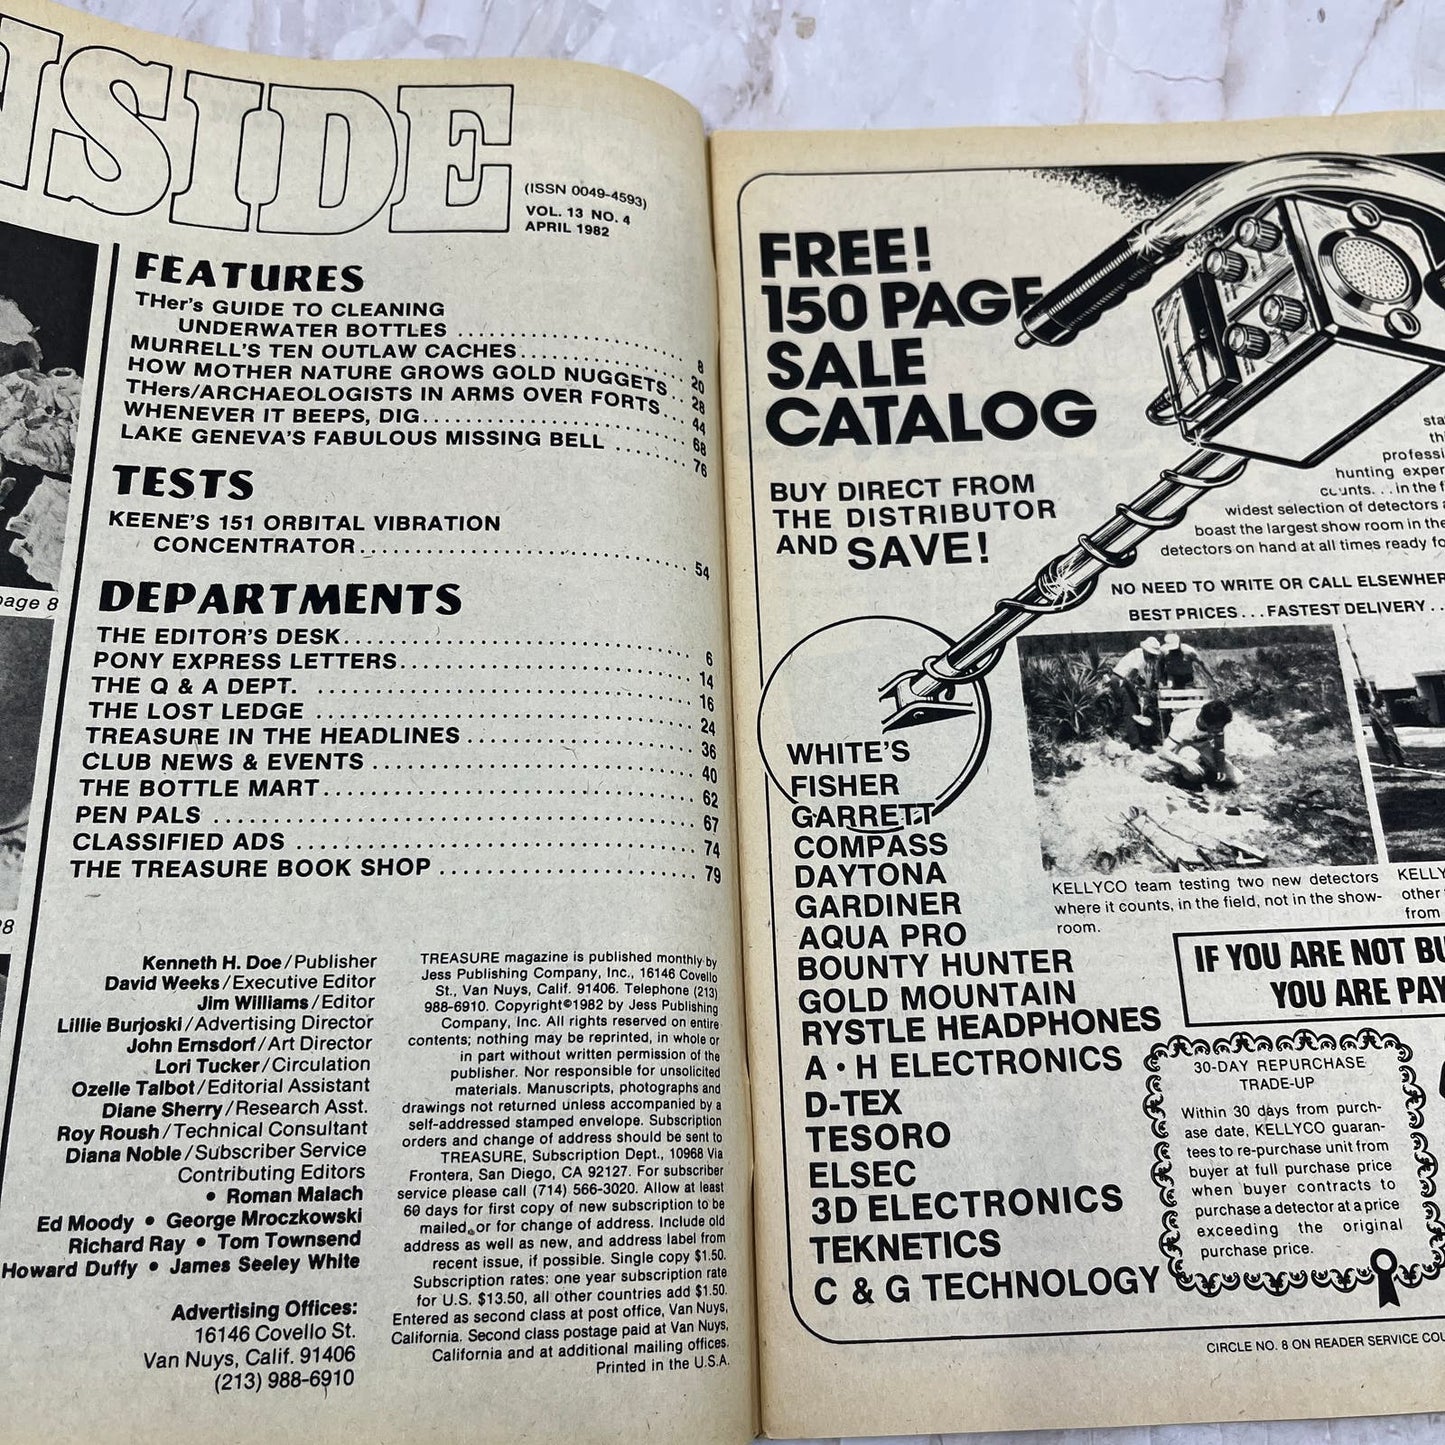 INSIDE
(ISSN 0049-4593)
VOL. 13 NO. 4
APRIL 1982
FEATURES
THer's GUIDE TO CLEANING
UNDERWATER BOTTLES .......... 8
MURRELL'S TEN OUTLAW CACHES .......... 20
HOW MOTHER NATURE GROWS GOLD NUGGETS .. 28
THers/ARCHAEOLOGISTS IN ARMS OVER FORTS .... 44
WHENEVER IT BEEPS, DIG .......... 68
LAKE GENEVA'S FABULOUS MISSING BELL ....... 76
TESTS
KEENE'S 151 ORBITAL VIBRATION
CONCENTRATOR .......... 54
DEPARTMENTS
THE EDITOR'S DESK .......... 6
PONY EXPRESS LETTERS .......... 14
THE Q & A DEPT. .......... 16
THE LOST LEDGE .......... 24
TREASURE IN THE HEADLINES .......... 36
CLUB NEWS & EVENTS .......... 40
THE BOTTLE MART .......... 62
PEN PALS .......... 67
CLASSIFIED ADS .......... 74
THE TREASURE BOOK SHOP .......... 79
page 8
28
Kenneth H. Doe/Publisher
David Weeks/Executive Editor
Jim Williams/Editor
Lillie Burjoski/Advertising Director
John Ernsdorf/Art Director
Lori Tucker/Circulation
Ozelle Talbot/Editorial Assistant
Diane Sherry/Research Asst.
Roy Roush/Technical Consultant
Diana Noble/Subscriber Service
Contributing Editors
• Roman Malach
Ed Moody • George Mroczkowski
Richard Ray • Tom Townsend
Howard Duffy • James Seeley White
Advertising Offices:
16146 Covello St.
Van Nuys, Calif. 91406
(213) 988-6910
TREASURE magazine is published monthly by
Jess Publishing Company, Inc., 16146 Covello
St., Van Nuys, Calif. 91406. Telephone (213)
988-6910. Copyright©1982 by Jess Publishing
Company, Inc. All rights reserved on entire
contents; nothing may be reprinted, in whole or
in part without written permission of the
publisher. Nor responsible for unsolicited
materials. Manuscripts, photographs and
drawings not returned unless accompanied by a
self-addressed stamped envelope. Subscription
orders and change of address should be sent to
TREASURE, Subscription Dept., 10968 Via
Frontera, San Diego, CA 92127. For subscriber
service please call (714) 566-3020. Allow at least
60 days for first copy of new subscription to be
mailed or for change of address. Include old
address as well as new, and address label from
recent issue, if possible. Single copy $1.50.
Subscription rates: one year subscription rate
for U.S. $13.50, all other countries add $1.50.
Entered as second class at post office, Van Nuys,
California. Second class postage paid at Van Nuys,
California and at additional mailing offices.
Printed in the U.S.A.
FREE!
150 PAGE
SALE
CATALOG
BUY DIRECT FROM
THE DISTRIBUTOR
AND SAVE!
sta
th
professi
hunting exper
counts. . . in the f
widest selection of detectors a
boast the largest show room in the
detectors on hand at all times ready fo
NO NEED TO WRITE OR CALL ELSEWHER
BEST PRICES . . . FASTEST DELIVERY . .
WHITE'S
FISHER
GARRETT
COMPASS
DAYTONA
GARDINER
AQUA PRO
BOUNTY HUNTER
GOLD MOUNTAIN
RYSTLE HEADPHONES
A • H ELECTRONICS
D-TEX
TESORO
ELSEC
3D ELECTRONICS
TEKNETICS
C & G TECHNOLOGY
KELLYCO team testing two new detectors
where it counts, in the field, not in the show-
room.
KELLY
other
from
IF YOU ARE NOT BU
YOU ARE PAY
30-DAY REPURCHASE
TRADE-UP
Within 30 days from purch-
ase date, KELLYCO guaran-
tees to re-purchase unit from
buyer at full purchase price
when buyer contracts to
purchase a detector at a price
exceeding the original
purchase price.
CIRCLE NO. 8 ON READER SERVICE COU